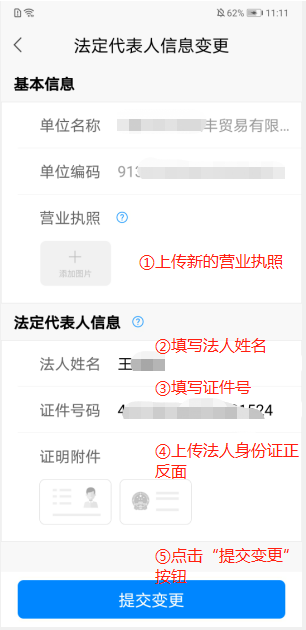 62% 11:11
法定代表人信息变更
基本信息
单位名称 丰贸易有限...
单位编码 913
营业执照 ?
添加图片
①上传新的营业执照
法定代表人信息 ?
②填写法人姓名
法人姓名 王
③填写证件号
证件号码 4 1524
证明附件
④上传法人身份证正
反面
⑤点击“提交变更”
按钮
提交变更